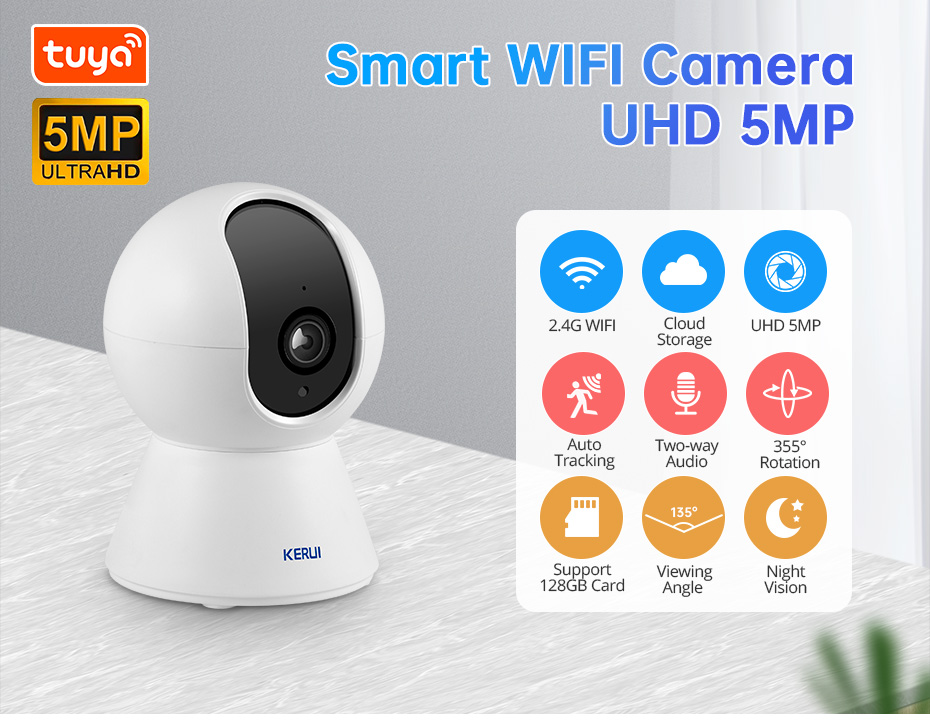 tuya
5MP
ULTRAHD
Smart WIFI Camera
UHD 5MP
2.4G WIFI
Cloud
Storage
UHD 5MP
Auto
Tracking
Two-way
Audio
355°
Rotation
Support
128GB Card
135°
Viewing
Angle
Night
Vision
KERUI